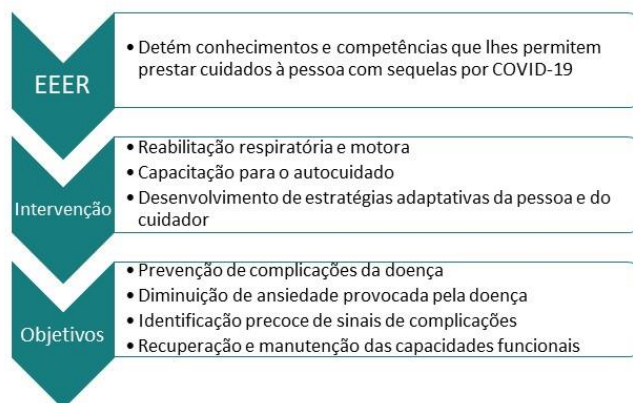 EEER
• Detém conhecimentos e competências que lhes permitem
prestar cuidados à pessoa com sequelas por COVID-19
Intervenção
• Reabilitação respiratória e motora
• Capacitação para o autocuidado
• Desenvolvimento de estratégias adaptativas da pessoa e do
cuidador
Objetivos
• Prevenção de complicações da doença
• Diminuição de ansiedade provocada pela doença
• Identificação precoce de sinais de complicações
• Recuperação e manutenção das capacidades funcionais